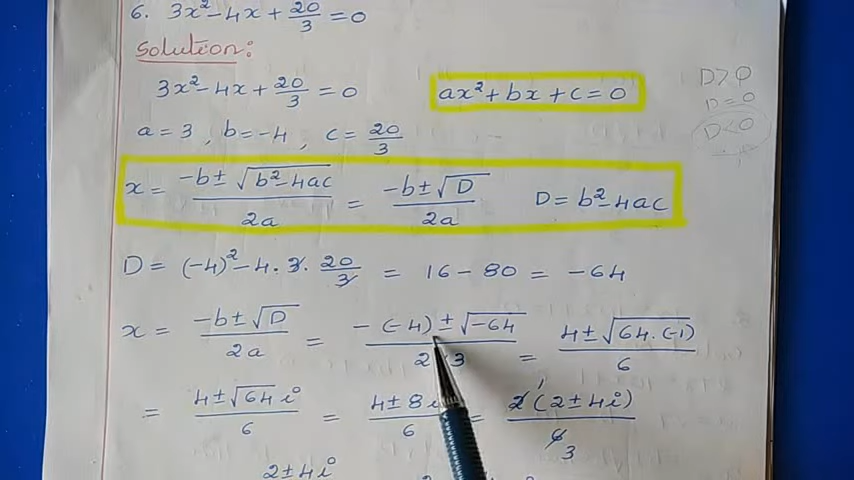 6. 3x²-4x+20/3=0
Solution:
3x²-4x+20/3=0
ax²+bx+c=0
D>0
D=0
D<0
a=3, b=-4, c=20/3
x = (-b±√(b²-4ac))/2a = (-b±√D)/2a D=b²-4ac
D = (-4)²-4.3.20/3 = 16-80 = -64
x = (-b±√D)/2a = (-(-4)±√-64)/2 3 = (4±√(64.(-1)))/6
= (4±√64 i)/6 = (4±8i)/6 = 2(2±4i)/6 1 3
2±4i